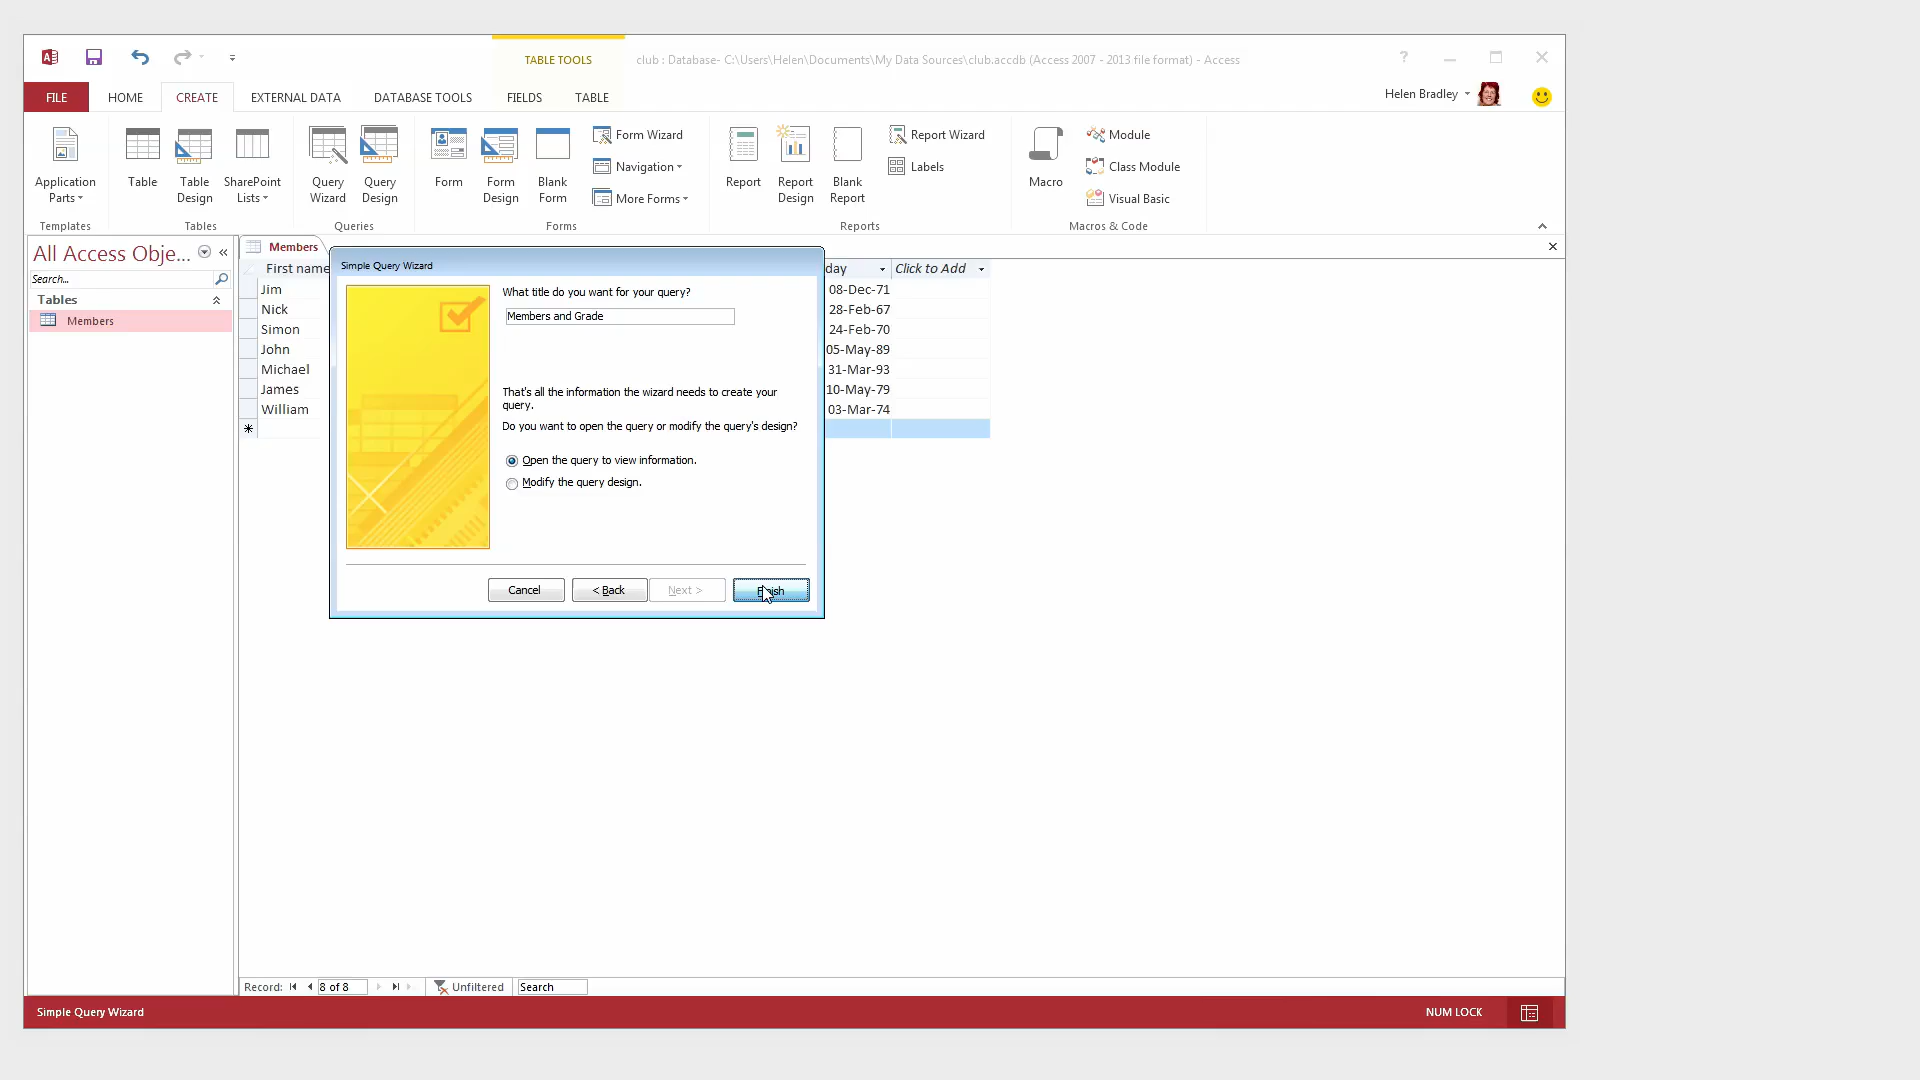 TABLE TOOLS
club : Database- C:\Users\Helen\Documents\My Data Sources\club.accdb (Access 2007 - 2013 file format) - Access
?
FILE
HOME
CREATE
EXTERNAL DATA
DATABASE TOOLS
FIELDS
TABLE
Helen Bradley
Application
Parts
Table
Table
Design
SharePoint
Lists
Query
Wizard
Query
Design
Form
Form
Design
Blank
Form
Form Wizard
Navigation
More Forms
Report
Report
Design
Blank
Report
Report Wizard
Labels
Macro
Module
Class Module
Visual Basic
Templates
Tables
Queries
Forms
Reports
Macros & Code
All Access Obje...
Search...
Tables
Members
Members
First name
day
Click to Add
Jim
08-Dec-71
Nick
28-Feb-67
Simon
24-Feb-70
John
05-May-89
Michael
31-Mar-93
James
10-May-79
William
03-Mar-74
Simple Query Wizard
What title do you want for your query?
Members and Grade
That's all the information the wizard needs to create your
query.
Do you want to open the query or modify the query's design?
Open the query to view information.
Modify the query design.
Cancel
< Back
Next >
Finish
Record:
8 of 8
Unfiltered
Search
Simple Query Wizard
NUM LOCK